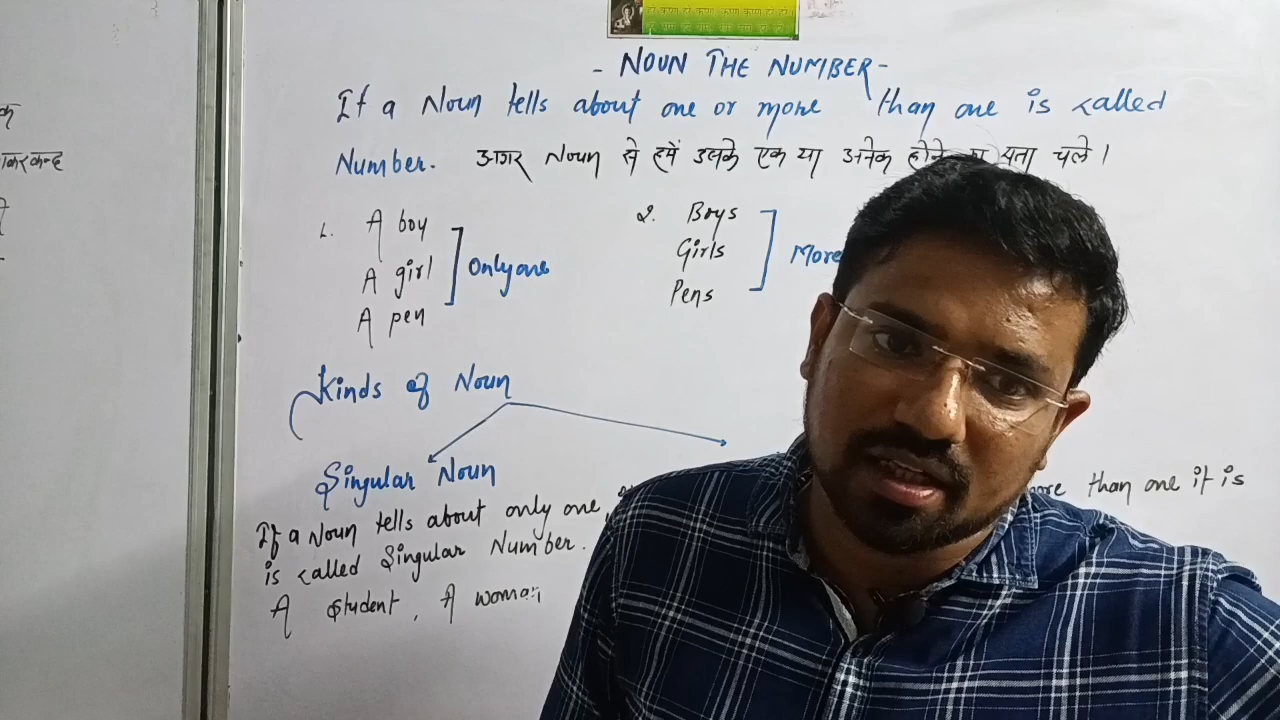 - NOUN THE NUMBER -
If a Noun tells about one or more than one is called
Number. अगर Noun से हमें उसके एक या अनेक होने का पता चले।
1. A boy
A girl
A pen
Only one
2. Boys
Girls
Pens
More
Kinds of Noun
Singular Noun
If a Noun tells about only one,
is called Singular Number.
A student, A woman
more than one it is